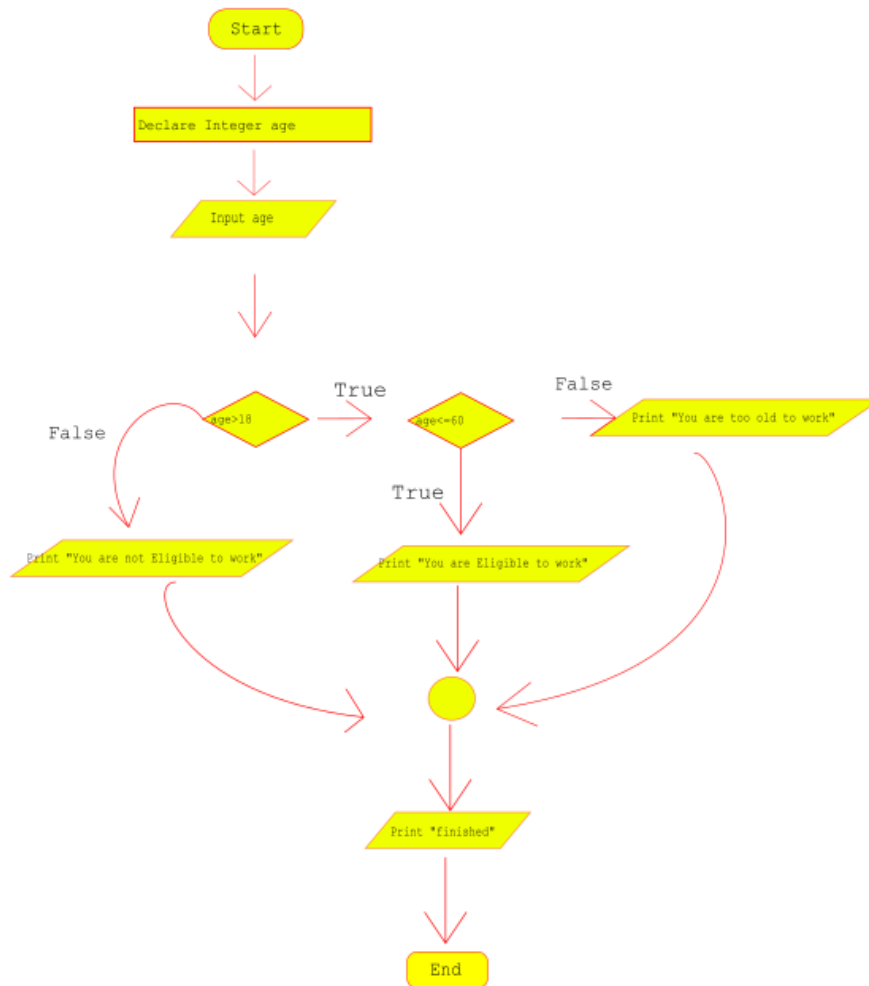 Start
Declare Integer age
Input age
True
False
age>18
age<=60
Print "You are too old to work"
False
True
Print "You are not Eligible to work"
Print "You are Eligible to work"
Print "finished"
End